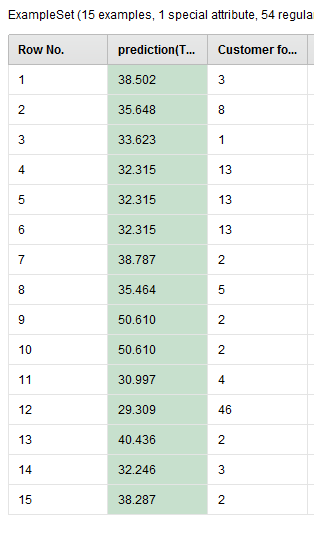 ExampleSet (15 examples, 1 special attribute, 54 regular
Row No. prediction(T... Customer fo...
1 38.502 3
2 35.648 8
3 33.623 1
4 32.315 13
5 32.315 13
6 32.315 13
7 38.787 2
8 35.464 5
9 50.610 2
10 50.610 2
11 30.997 4
12 29.309 46
13 40.436 2
14 32.246 3
15 38.287 2